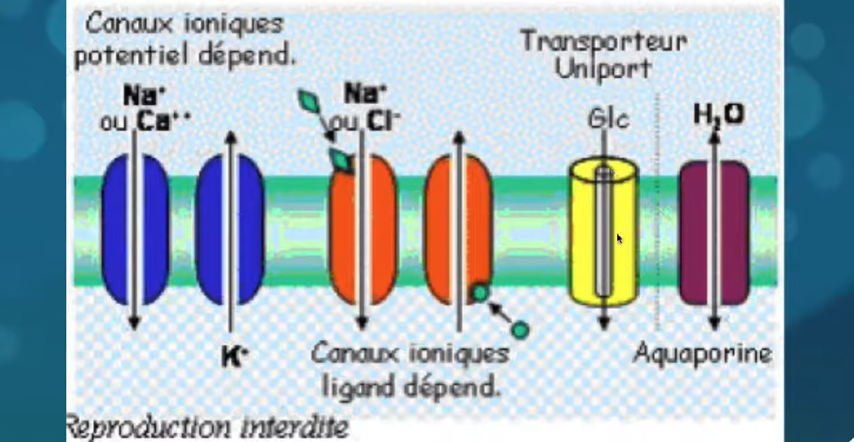 Canaux ioniques
potentiel dépend.
Transporteur
Uniport
Na⁺
ou Ca⁺⁺
Na⁺
ou Cl⁻
Glc
H₂O
K⁺
Canaux ioniques
ligand dépend.
Aquaporine
Reproduction interdite